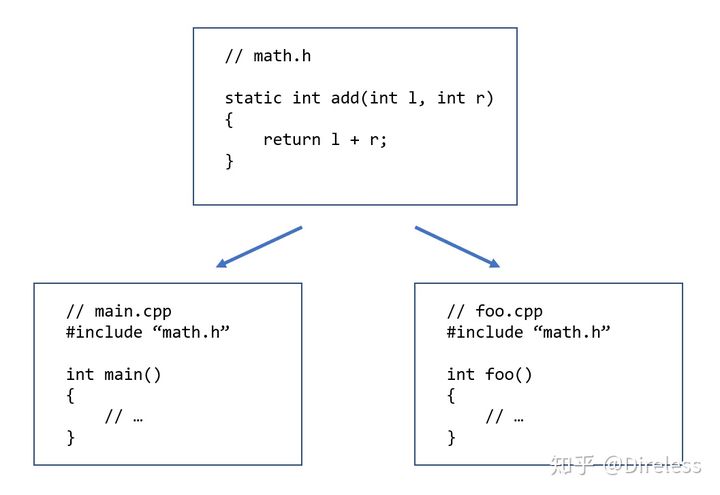 // math.h
static int add(int l, int r)
{
    return l + r;
}
// main.cpp
#include “math.h”
int main()
{
    // …
}
// foo.cpp
#include “math.h”
int foo()
{
    // …
}
知乎 @Direless